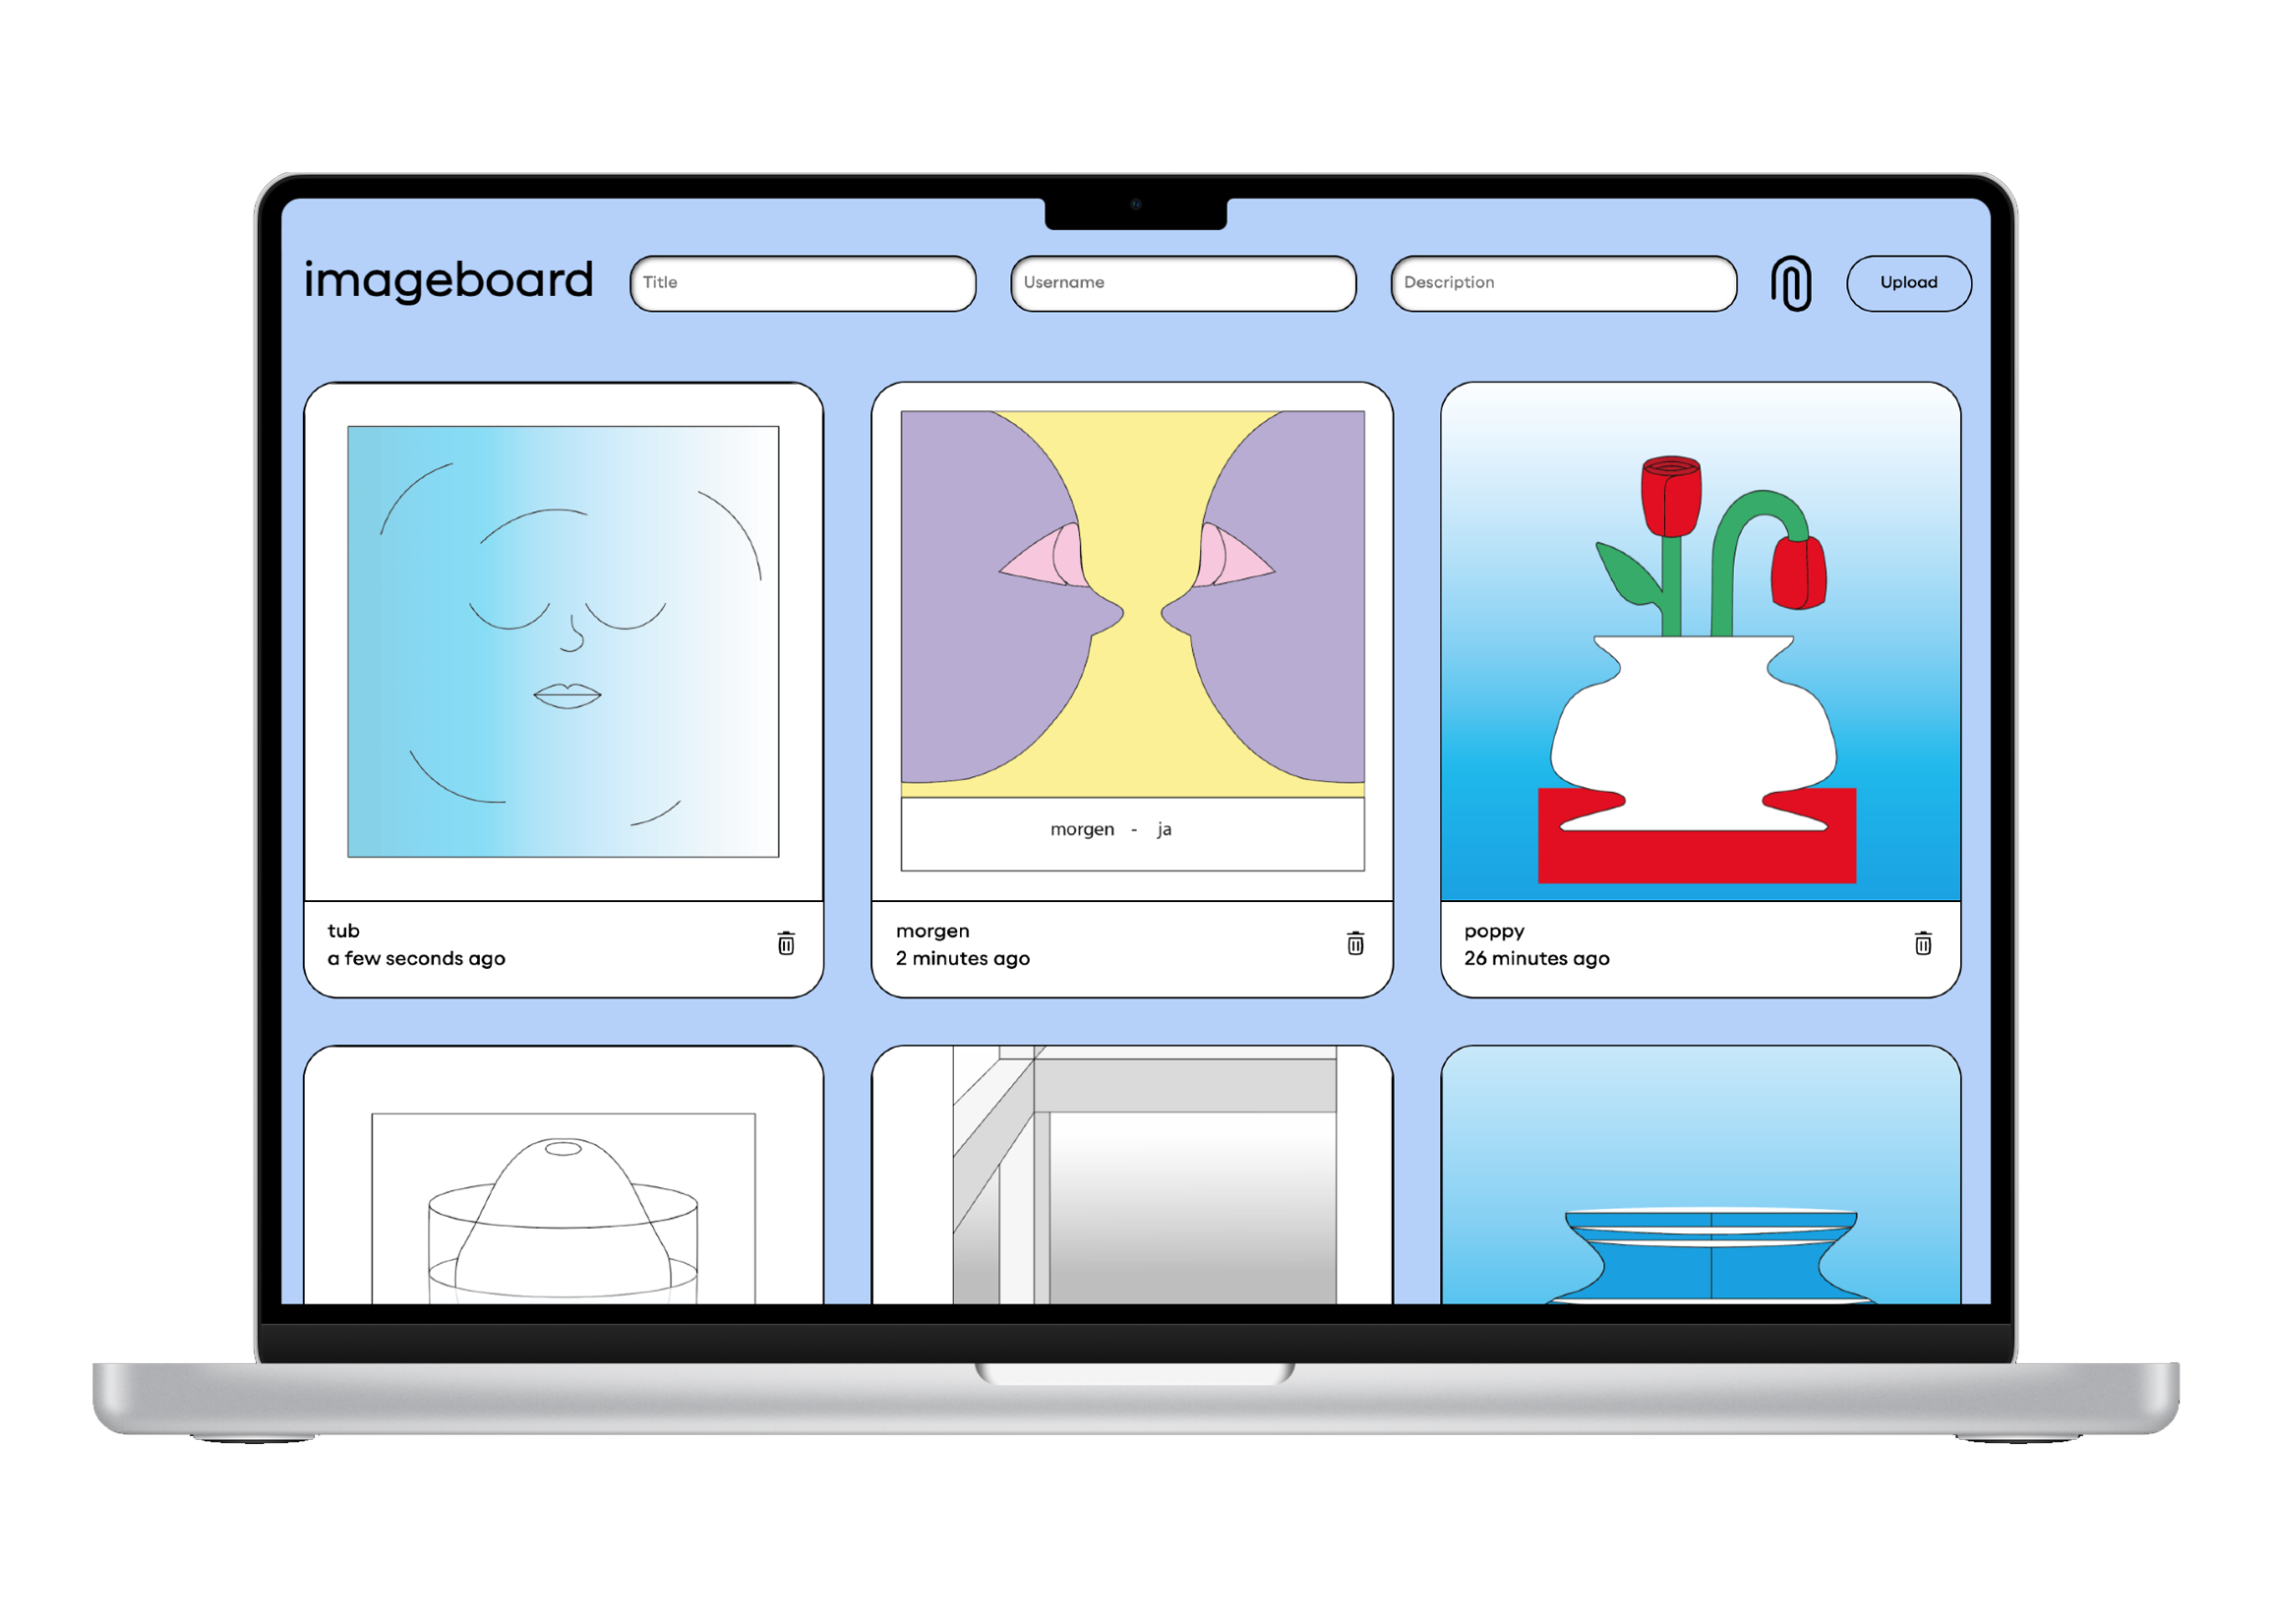 imageboard
Title
Username
Description
Upload
morgen - ja
tub
a few seconds ago
morgen
2 minutes ago
poppy
26 minutes ago